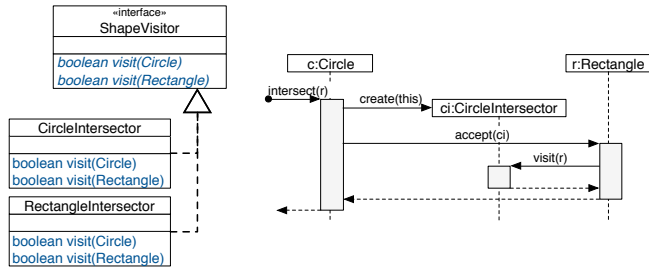 «interface»
ShapeVisitor
boolean visit(Circle)
boolean visit(Rectangle)
CircleIntersector
boolean visit(Circle)
boolean visit(Rectangle)
RectangleIntersector
boolean visit(Circle)
boolean visit(Rectangle)
c:Circle
r:Rectangle
intersect(r)
create(this)
ci:CircleIntersector
accept(ci)
visit(r)